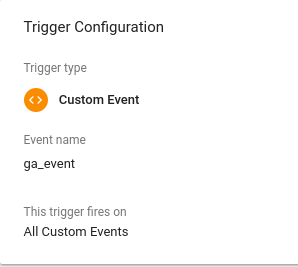 Trigger Configuration
Trigger type
Custom Event
Event name
ga_event
This trigger fires on
All Custom Events